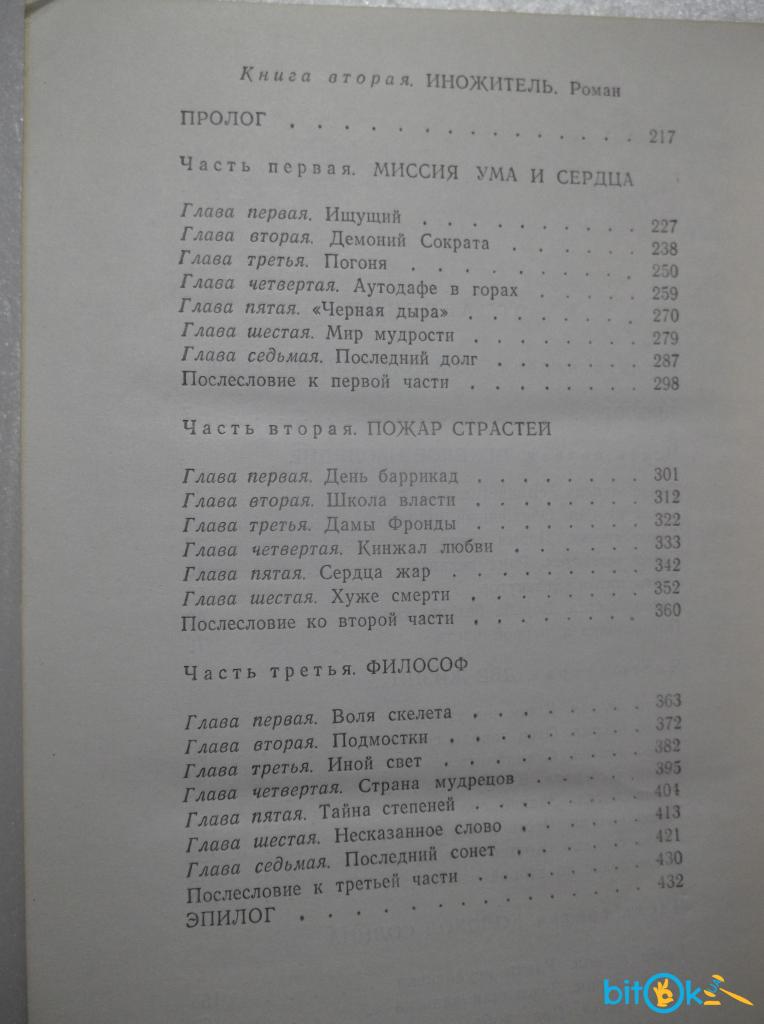 Книга вторая. ИНОЖИТЕЛЬ. Роман
ПРОЛОГ . . . . . . . . . . . . . . . 217
Часть первая. МИССИЯ УМА И СЕРДЦА
Глава первая. Ищущий . . . . . . . . . . 227
Глава вторая. Демоний Сократа . . . . . . 238
Глава третья. Погоня . . . . . . . . . . 250
Глава четвертая. Аутодафе в горах . . . . . 259
Глава пятая. «Черная дыра» . . . . . . . . 270
Глава шестая. Мир мудрости . . . . . . . . 279
Глава седьмая. Последний долг . . . . . . . 287
Послесловие к первой части . . . . . . . . 298
Часть вторая. ПОЖАР СТРАСТЕЙ
Глава первая. День баррикад . . . . . . . . 301
Глава вторая. Школа власти . . . . . . . . 312
Глава третья. Дамы Фронды . . . . . . . . 322
Глава четвертая. Кинжал любви . . . . . . 333
Глава пятая. Сердца жар . . . . . . . . . 342
Глава шестая. Хуже смерти . . . . . . . . 352
Послесловие ко второй части . . . . . . . . 360
Часть третья. ФИЛОСОФ
Глава первая. Воля скелета . . . . . . . . 363
Глава вторая. Подмостки . . . . . . . . . 372
Глава третья. Иной свет . . . . . . . . . 382
Глава четвертая. Страна мудрецов . . . . . 395
Глава пятая. Тайна степеней . . . . . . . . 404
Глава шестая. Несказанное слово . . . . . . 413
Глава седьмая. Последний сонет . . . . . . 421
Послесловие к третьей части . . . . . . . . 430
ЭПИЛОГ . . . . . . . . . . . . . . . 432
bitOk.ua